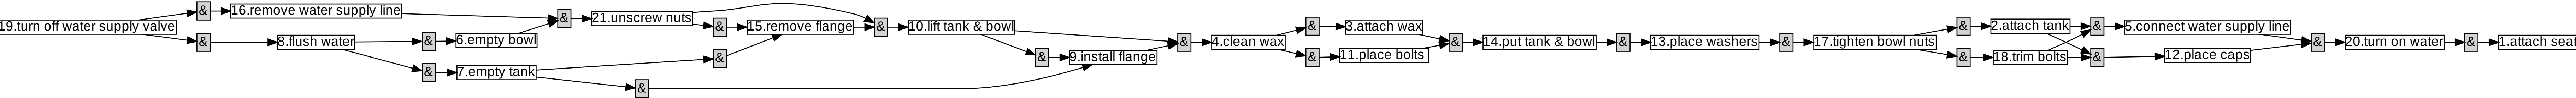 19.turn off water supply valve
&
16.remove water supply line
&
8.flush water
&
6.empty bowl
&
7.empty tank
&
21.unscrew nuts
&
15.remove flange
&
&
&
10.lift tank & bowl
&
9.install flange
&
4.clean wax
&
3.attach wax
&
11.place bolts
&
14.put tank & bowl
&
13.place washers
&
17.tighten bowl nuts
&
2.attach tank
&
18.trim bolts
&
5.connect water supply line
&
12.place caps
&
20.turn on water
&
1.attach seat